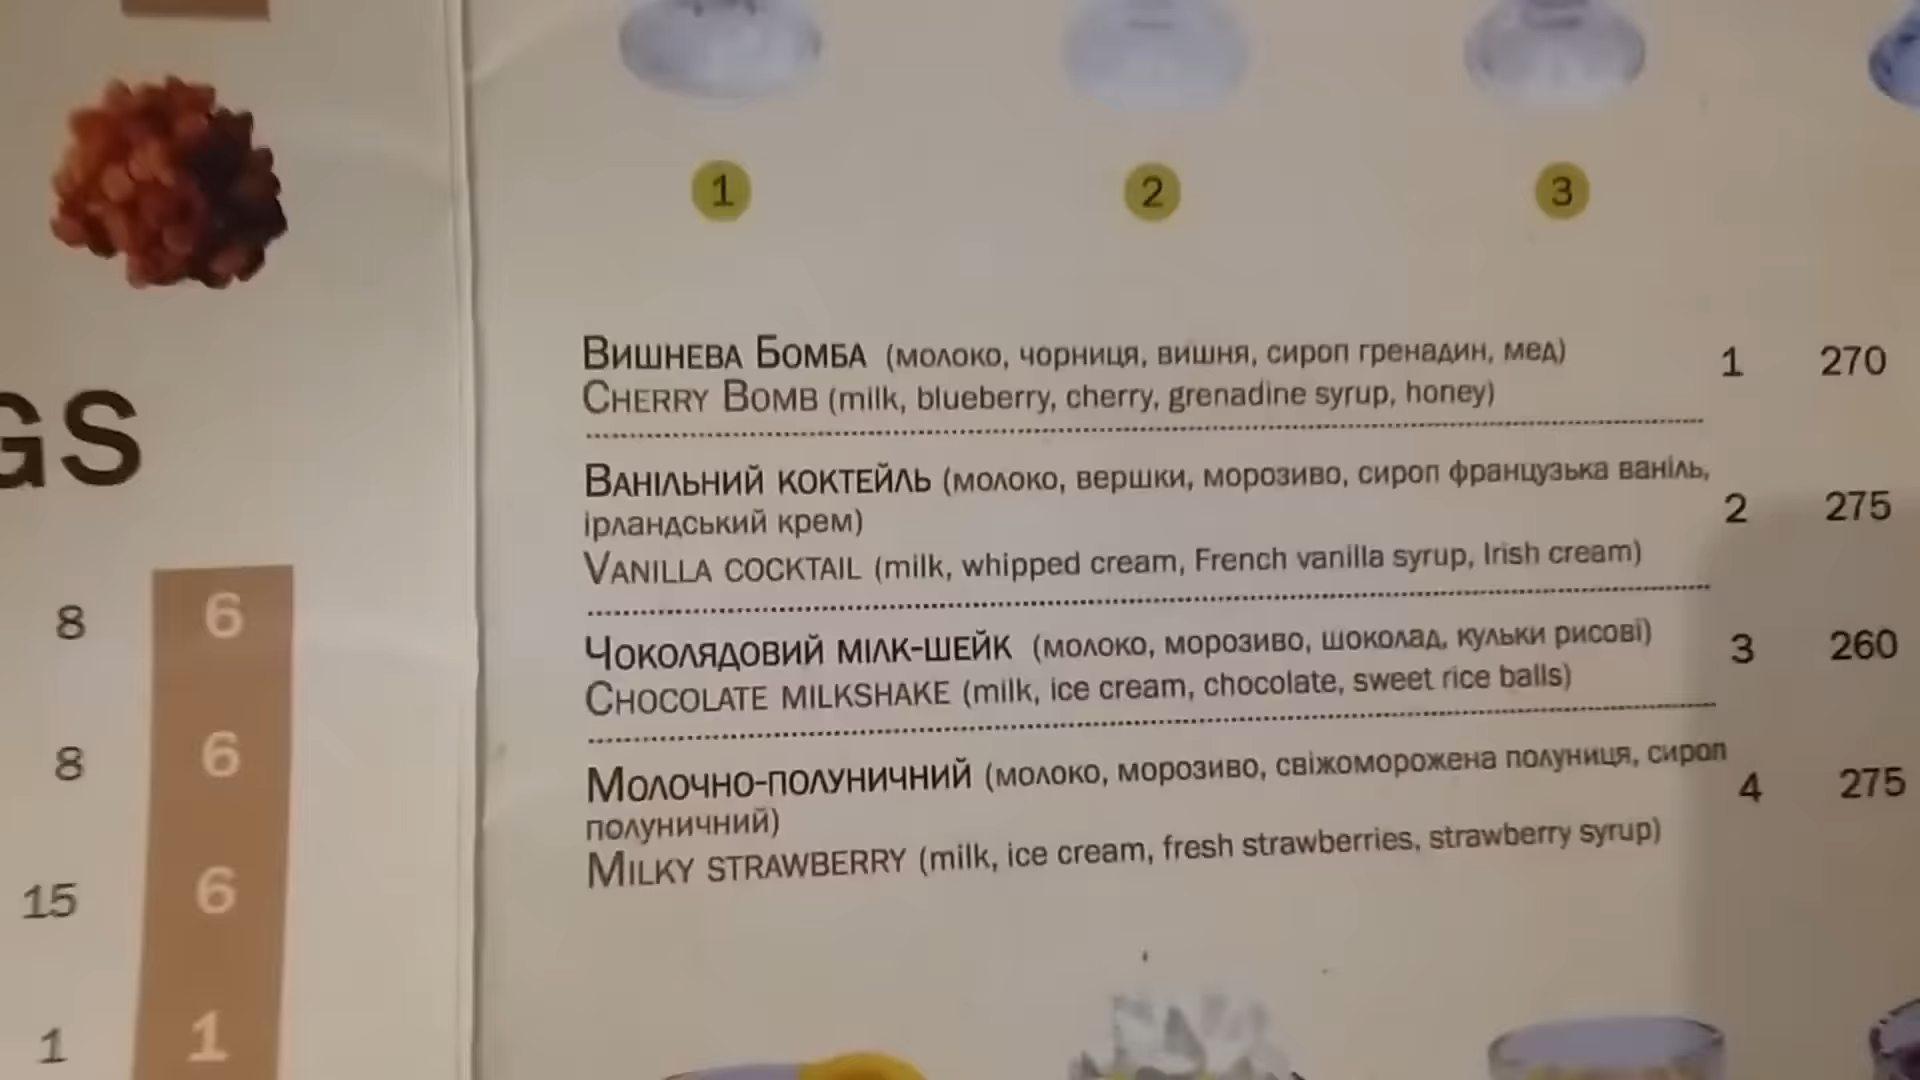 1
2
3
GS
8 6
8 6
15 6
1 1
ВИШНЕВА БОМБА (молоко, чорниця, вишня, сироп гренадин, мед) 1 270
CHERRY BOMB (milk, blueberry, cherry, grenadine syrup, honey)
ВАНІЛЬНИЙ КОКТЕЙЛЬ (молоко, вершки, морозиво, сироп французька ваніль,
ірландський крем) 2 275
VANILLA COCKTAIL (milk, whipped cream, French vanilla syrup, Irish cream)
ЧОКОЛЯДОВИЙ МІЛК-ШЕЙК (молоко, морозиво, шоколад, кульки рисові) 3 260
CHOCOLATE MILKSHAKE (milk, ice cream, chocolate, sweet rice balls)
МОЛОЧНО-ПОЛУНИЧНИЙ (молоко, морозиво, свіжоморожена полуниця, сироп
полуничний) 4 275
MILKY STRAWBERRY (milk, ice cream, fresh strawberries, strawberry syrup)